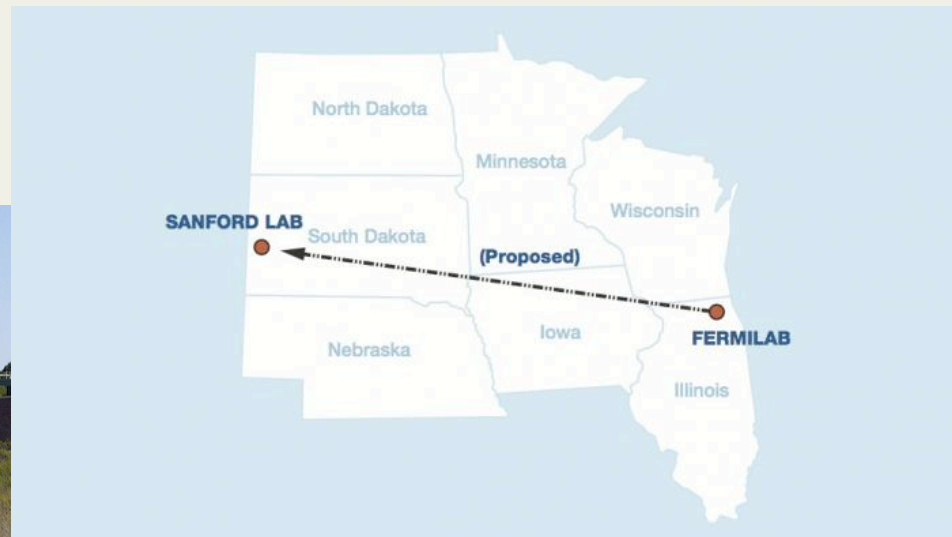 North Dakota
Minnesota
Wisconsin
SANFORD LAB
South Dakota
(Proposed)
Iowa
FERMILAB
Nebraska
Illinois